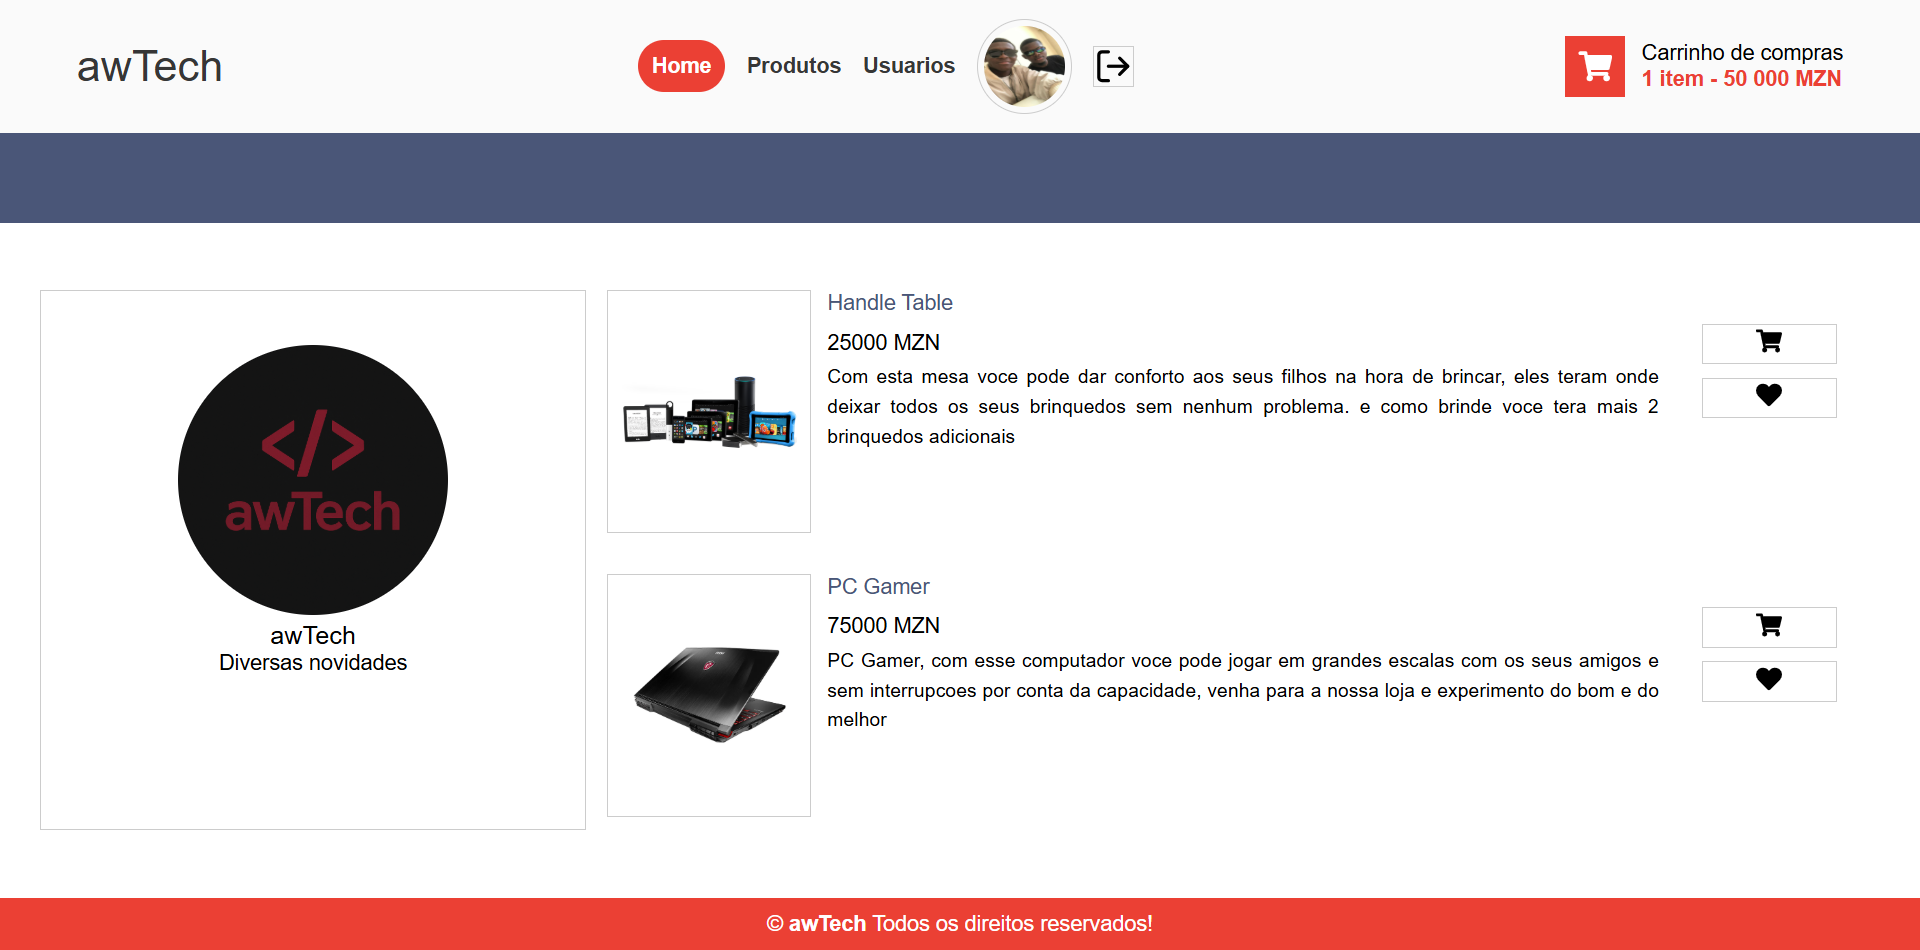 awTech
Home Produtos Usuarios
Carrinho de compras
1 item - 50 000 MZN
</>
awTech
awTech
Diversas novidades
Handle Table
25000 MZN
Com esta mesa voce pode dar conforto aos seus filhos na hora de brincar, eles teram onde
deixar todos os seus brinquedos sem nenhum problema. e como brinde voce tera mais 2
brinquedos adicionais
PC Gamer
75000 MZN
PC Gamer, com esse computador voce pode jogar em grandes escalas com os seus amigos e
sem interrupcoes por conta da capacidade, venha para a nossa loja e experimento do bom e do
melhor
© awTech Todos os direitos reservados!